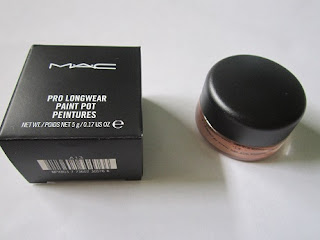 MAC
PRO LONGWEAR
PAINT POT
PEINTURES
NET WT./POIDS NET 5 g / 0.17 US OZ ℮